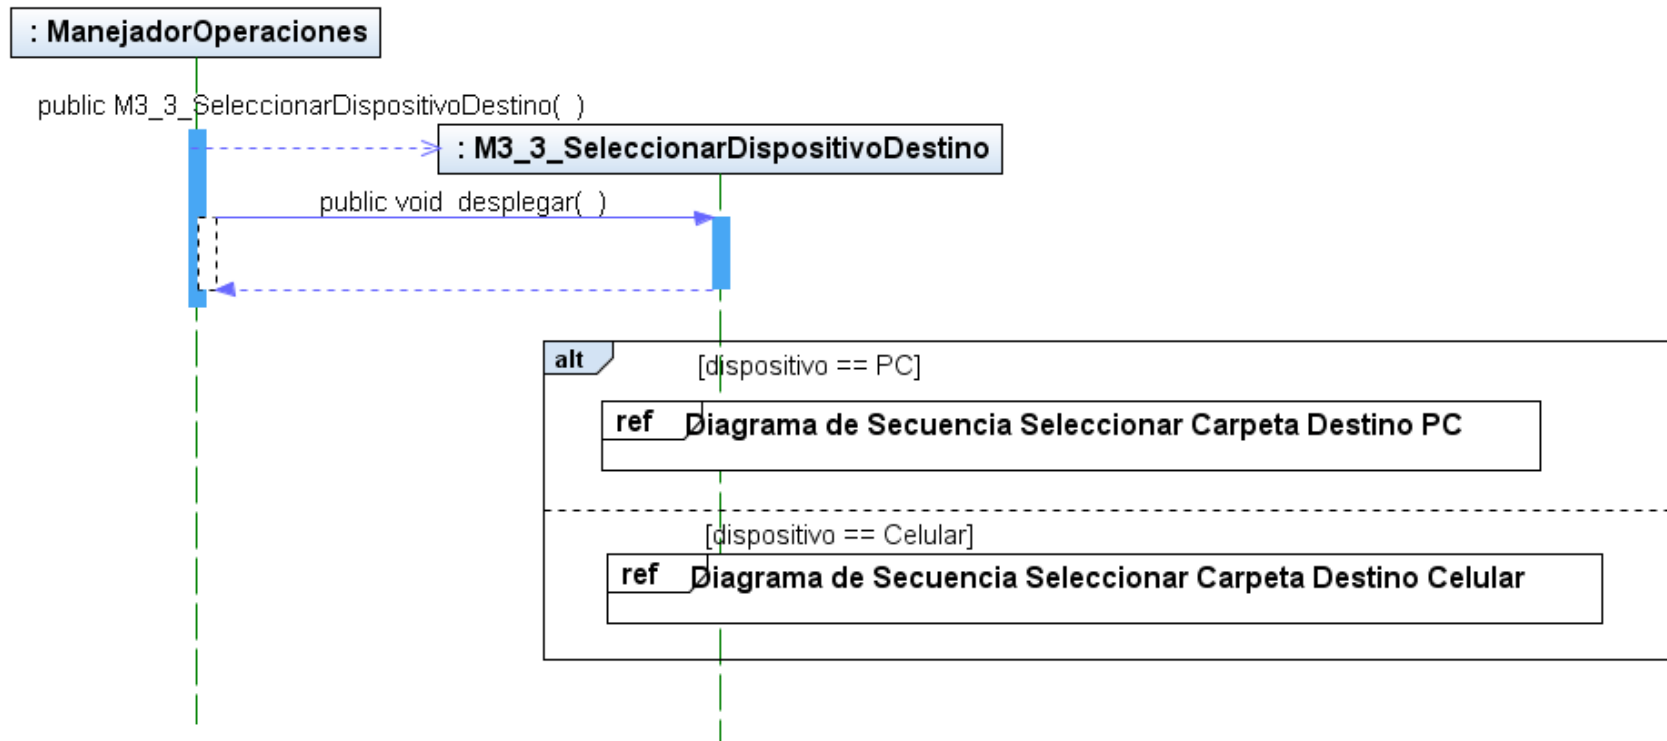 : ManejadorOperaciones
public M3_3_SeleccionarDispositivoDestino( )
: M3_3_SeleccionarDispositivoDestino
public void desplegar( )
alt
[dispositivo == PC]
ref Diagrama de Secuencia Seleccionar Carpeta Destino PC
[dispositivo == Celular]
ref Diagrama de Secuencia Seleccionar Carpeta Destino Celular